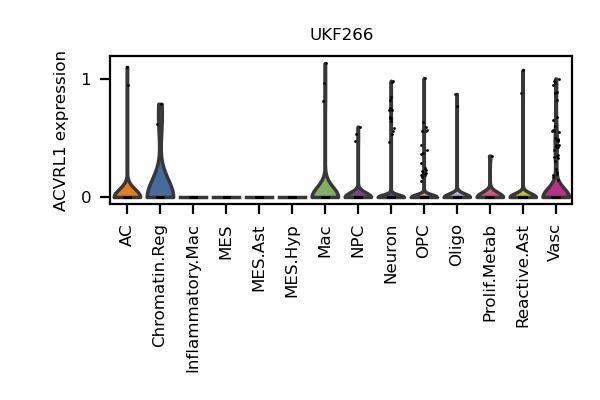 UKF266
ACVRL1 expression
1
0
AC
Chromatin.Reg
Inflammatory.Mac
MES
MES.Ast
MES.Hyp
Mac
NPC
Neuron
OPC
Oligo
Prolif.Metab
Reactive.Ast
Vasc